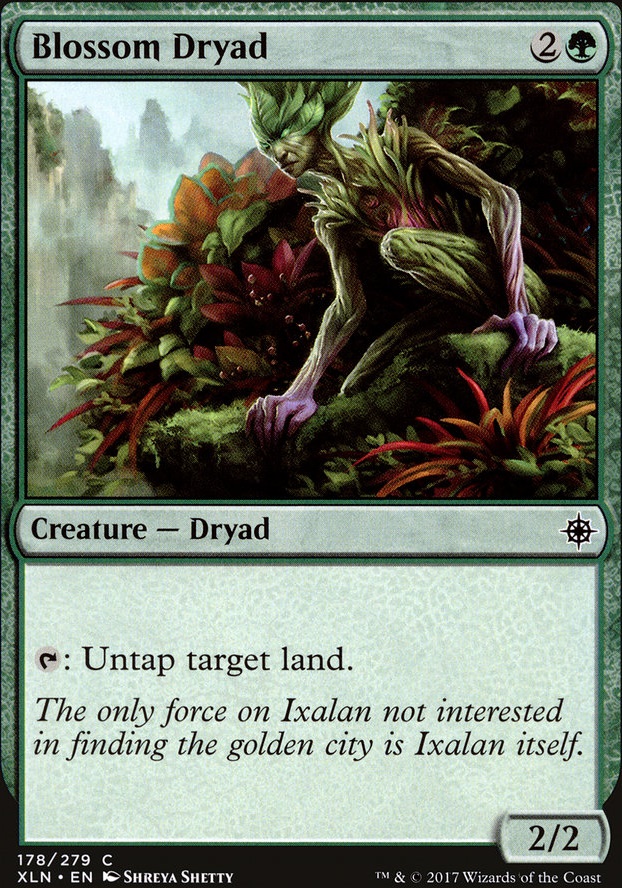 Blossom Dryad 2
Creature — Dryad
: Untap target land.
The only force on Ixalan not interested
in finding the golden city is Ixalan itself.
2/2
178/279 C
XLN • EN Shreya Shetty
™ & © 2017 Wizards of the Coast